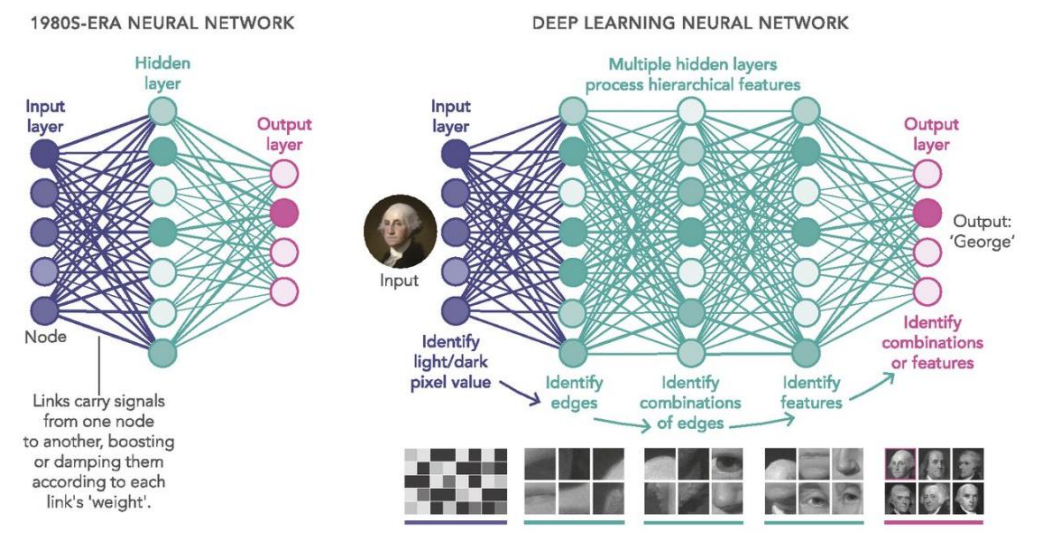 1980S-ERA NEURAL NETWORK
Hidden
layer
Input
layer
Output
layer
Node
Links carry signals
from one node
to another, boosting
or damping them
according to each
link's 'weight'.
DEEP LEARNING NEURAL NETWORK
Multiple hidden layers
process hierarchical features
Input
layer
Output
layer
Input
Output:
'George'
Identify
light/dark
pixel value
Identify
edges
Identify
combinations
of edges
Identify
features
Identify
combinations
or features